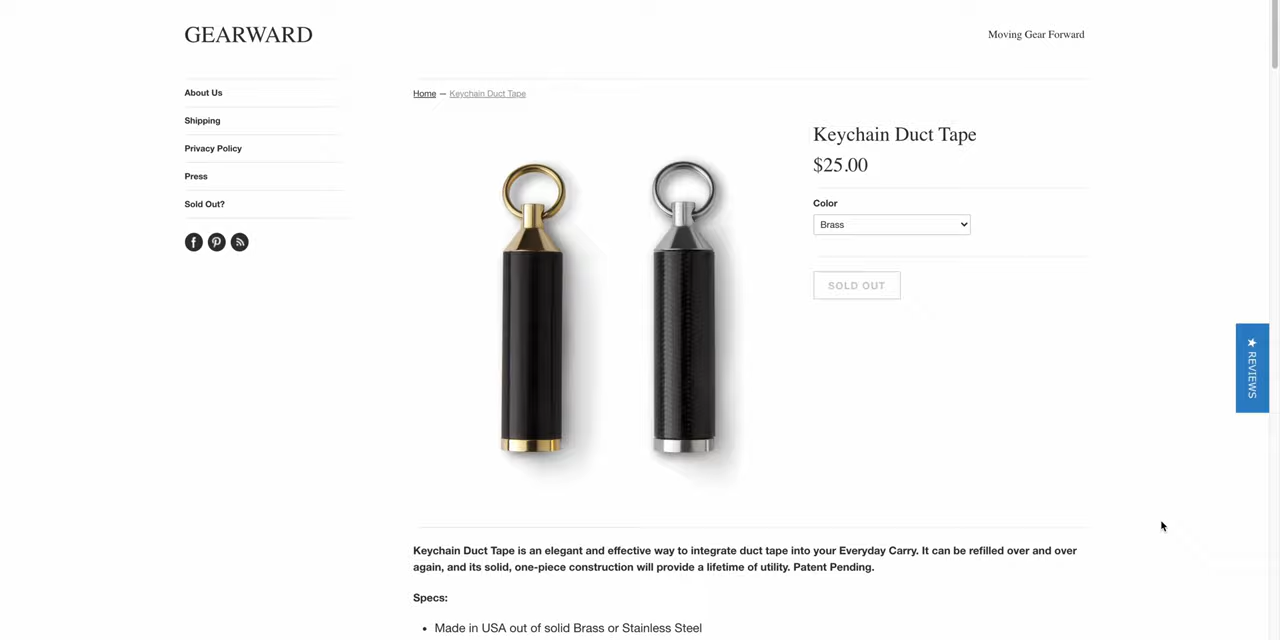 GEARWARD
Moving Gear Forward
About Us
Shipping
Privacy Policy
Press
Sold Out?
Home — Keychain Duct Tape
Keychain Duct Tape
$25.00
Color
Brass
SOLD OUT
★ REVIEWS
Keychain Duct Tape is an elegant and effective way to integrate duct tape into your Everyday Carry. It can be refilled over and over
again, and its solid, one-piece construction will provide a lifetime of utility. Patent Pending.
Specs:
• Made in USA out of solid Brass or Stainless Steel